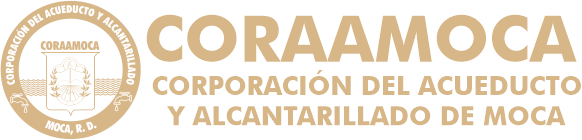 CORPORACIÓN DEL ACUEDUCTO Y ALCANTARILLADO
CORAAMOCA
MOCA, R. D.
CORAAMOCA
CORPORACIÓN DEL ACUEDUCTO
Y ALCANTARILLADO DE MOCA